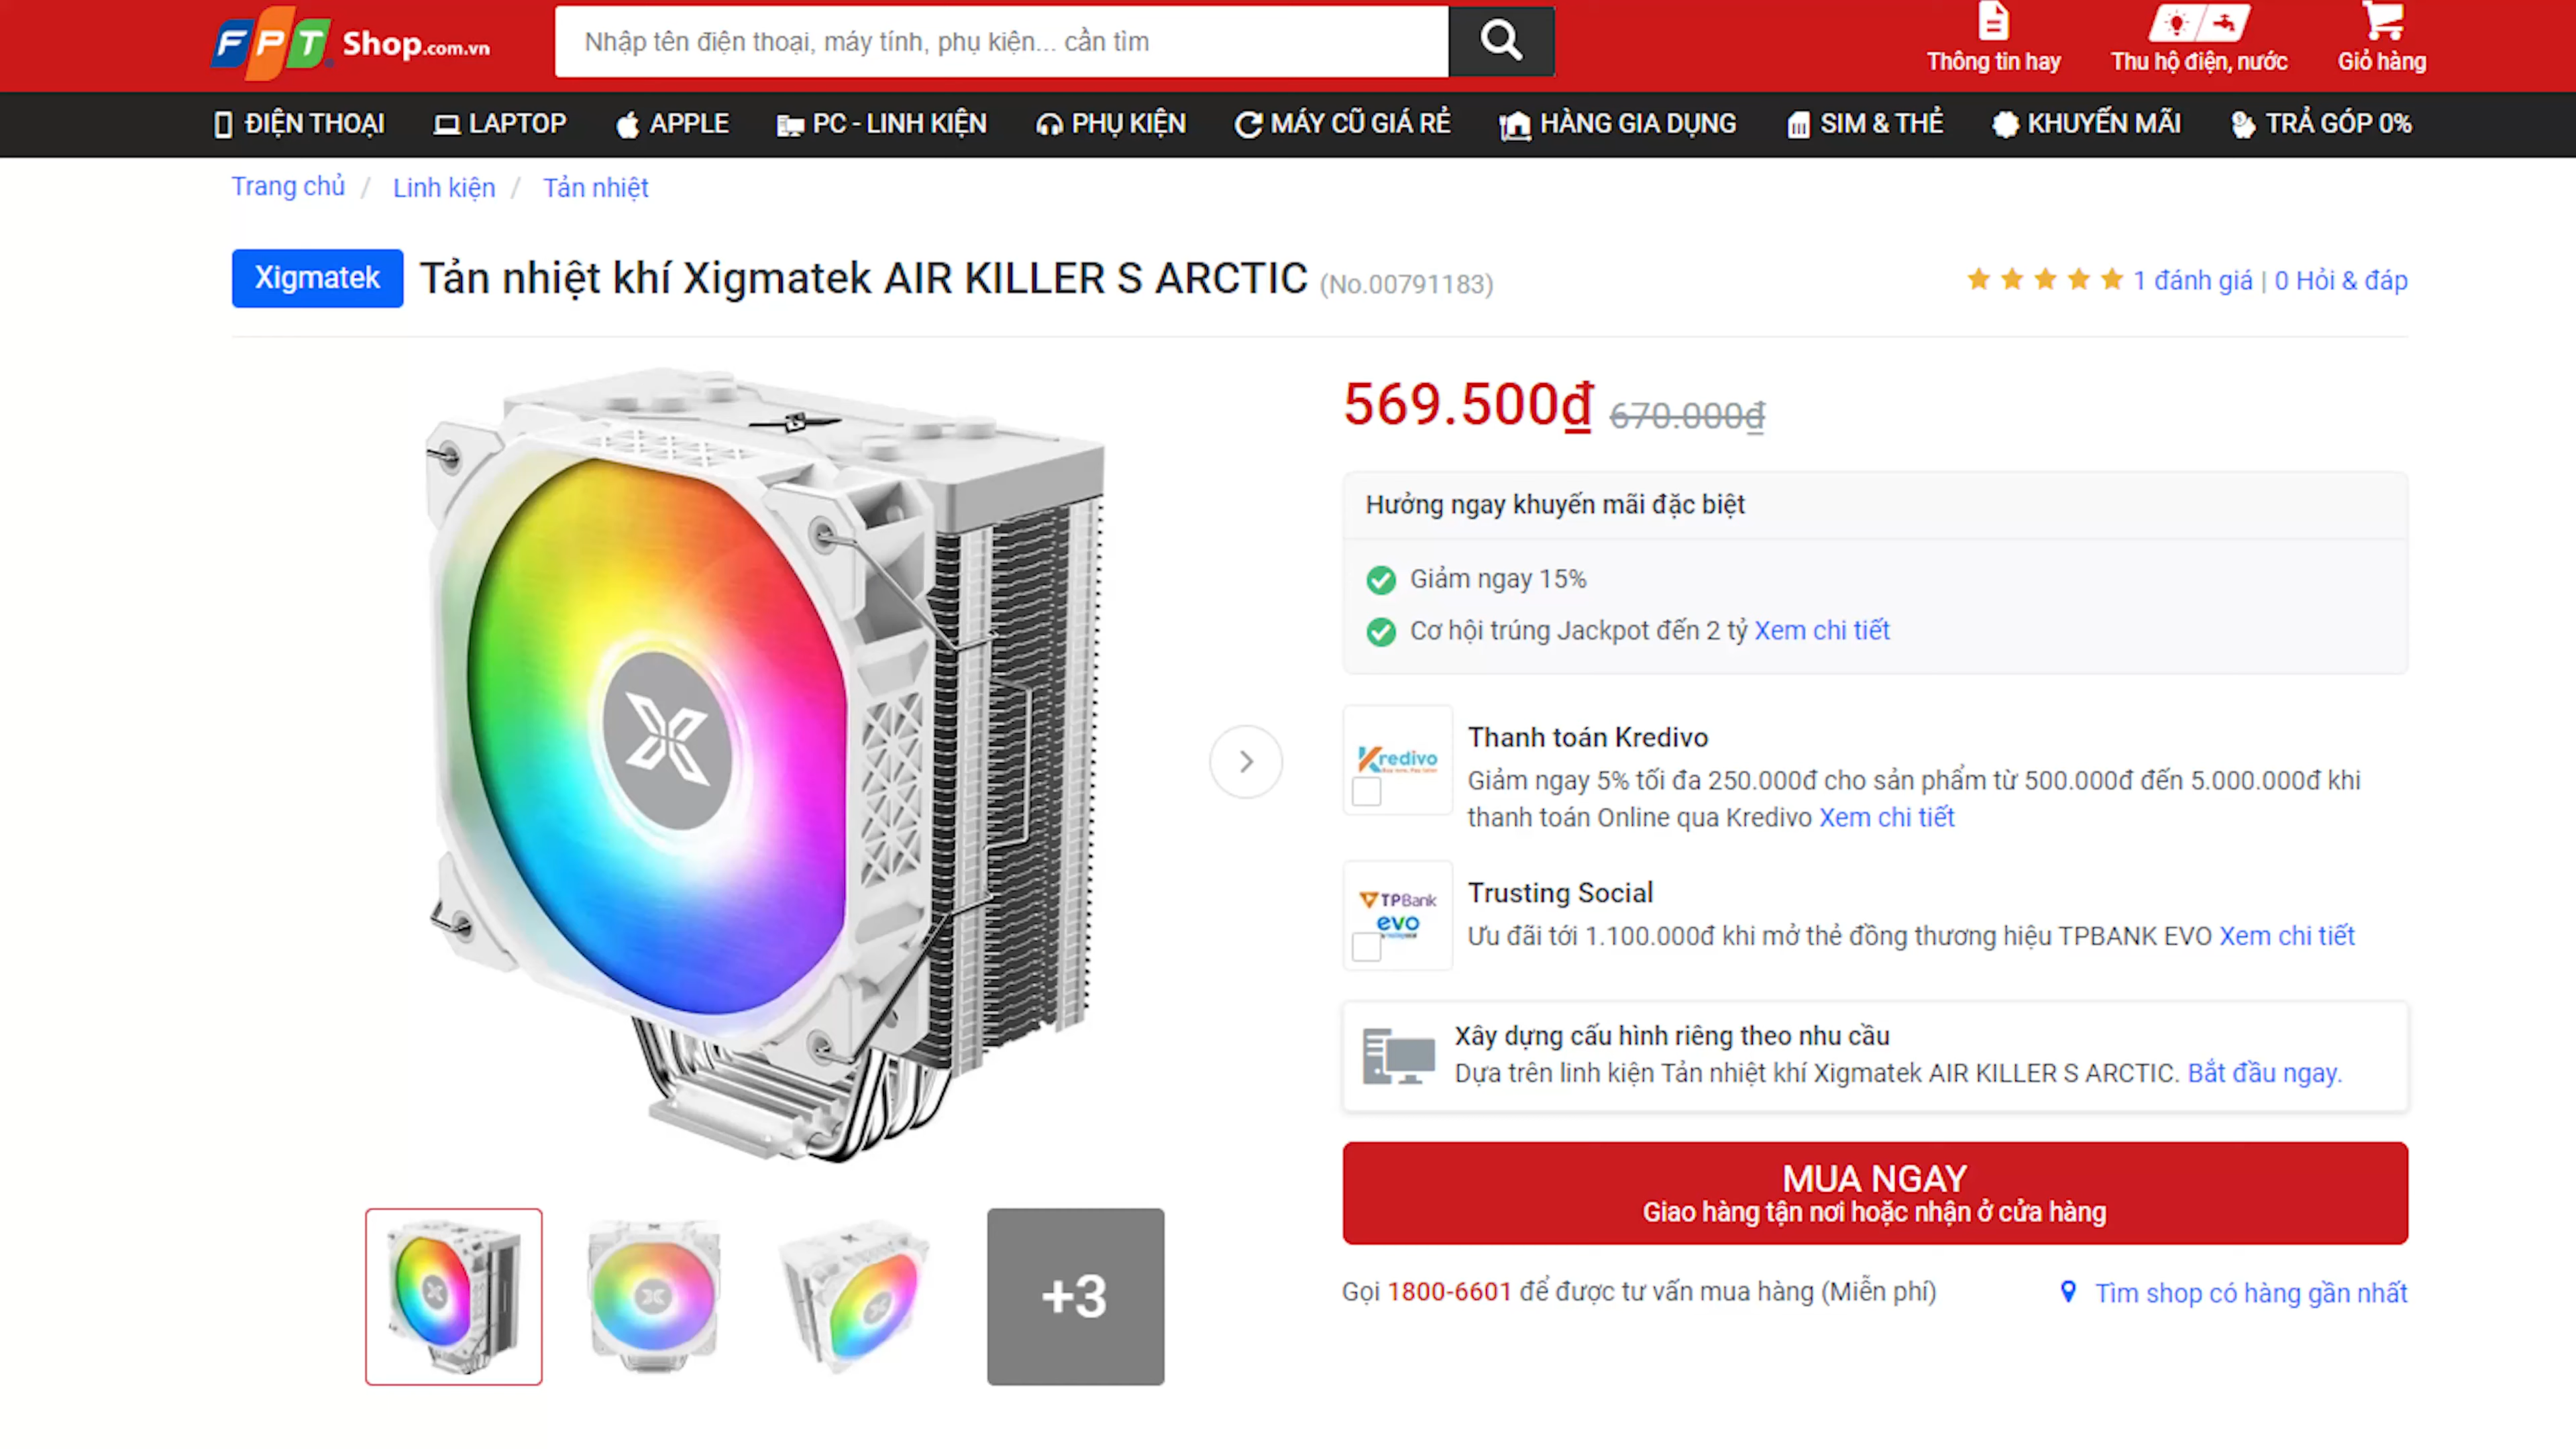 FPT Shop.com.vn
Nhập tên điện thoại, máy tính, phụ kiện... cần tìm
Thông tin hay
Thu hộ điện, nước
Giỏ hàng
ĐIỆN THOẠI
LAPTOP
APPLE
PC - LINH KIỆN
PHỤ KIỆN
MÁY CŨ GIÁ RẺ
HÀNG GIA DỤNG
SIM & THẺ
KHUYẾN MÃI
TRẢ GÓP 0%
Trang chủ / Linh kiện / Tản nhiệt
Xigmatek Tản nhiệt khí Xigmatek AIR KILLER S ARCTIC (No.00791183)
1 đánh giá | 0 Hỏi & đáp
569.500₫ 670.000₫
Hưởng ngay khuyến mãi đặc biệt
Giảm ngay 15%
Cơ hội trúng Jackpot đến 2 tỷ Xem chi tiết
Kredivo
Thanh toán Kredivo
Giảm ngay 5% tối đa 250.000đ cho sản phẩm từ 500.000đ đến 5.000.000đ khi
thanh toán Online qua Kredivo Xem chi tiết
TPBank
evo
Trusting Social
Ưu đãi tới 1.100.000đ khi mở thẻ đồng thương hiệu TPBANK EVO Xem chi tiết
Xây dựng cấu hình riêng theo nhu cầu
Dựa trên linh kiện Tản nhiệt khí Xigmatek AIR KILLER S ARCTIC. Bắt đầu ngay.
MUA NGAY
Giao hàng tận nơi hoặc nhận ở cửa hàng
+3
Gọi 1800-6601 để được tư vấn mua hàng (Miễn phí)
Tìm shop có hàng gần nhất